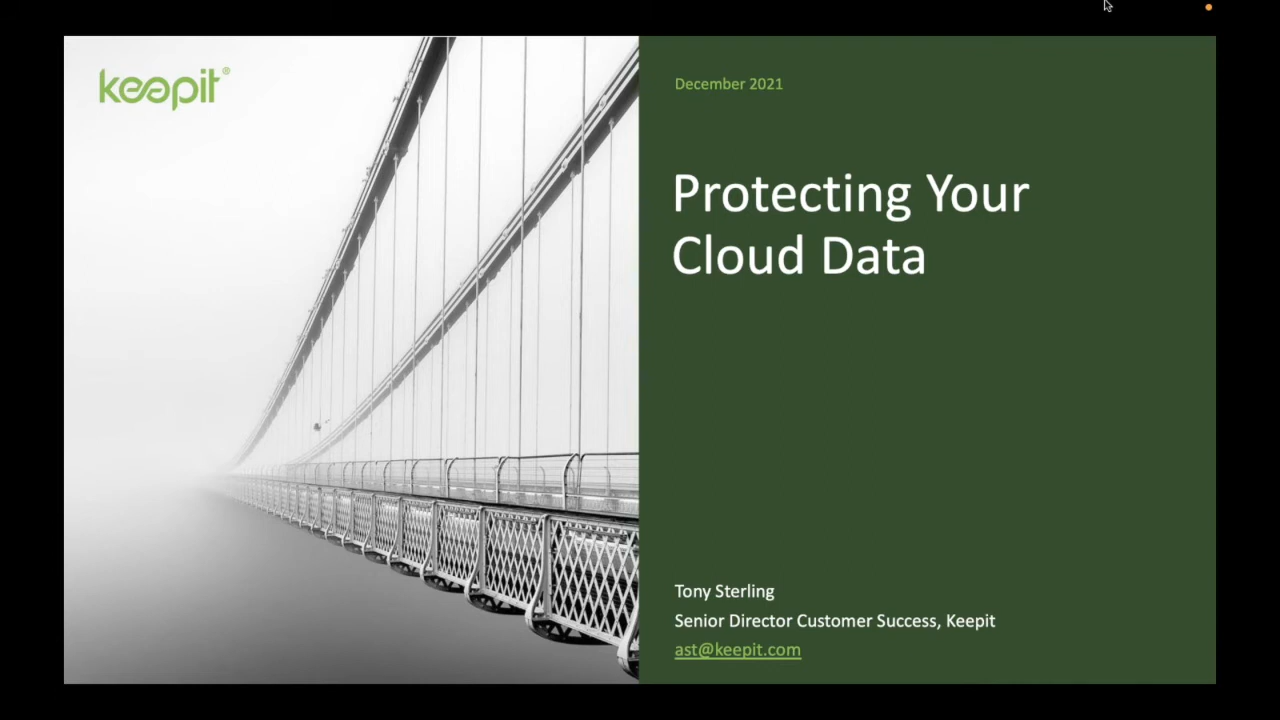 keepit®
December 2021
Protecting Your
Cloud Data
Tony Sterling
Senior Director Customer Success, Keepit
ast@keepit.com